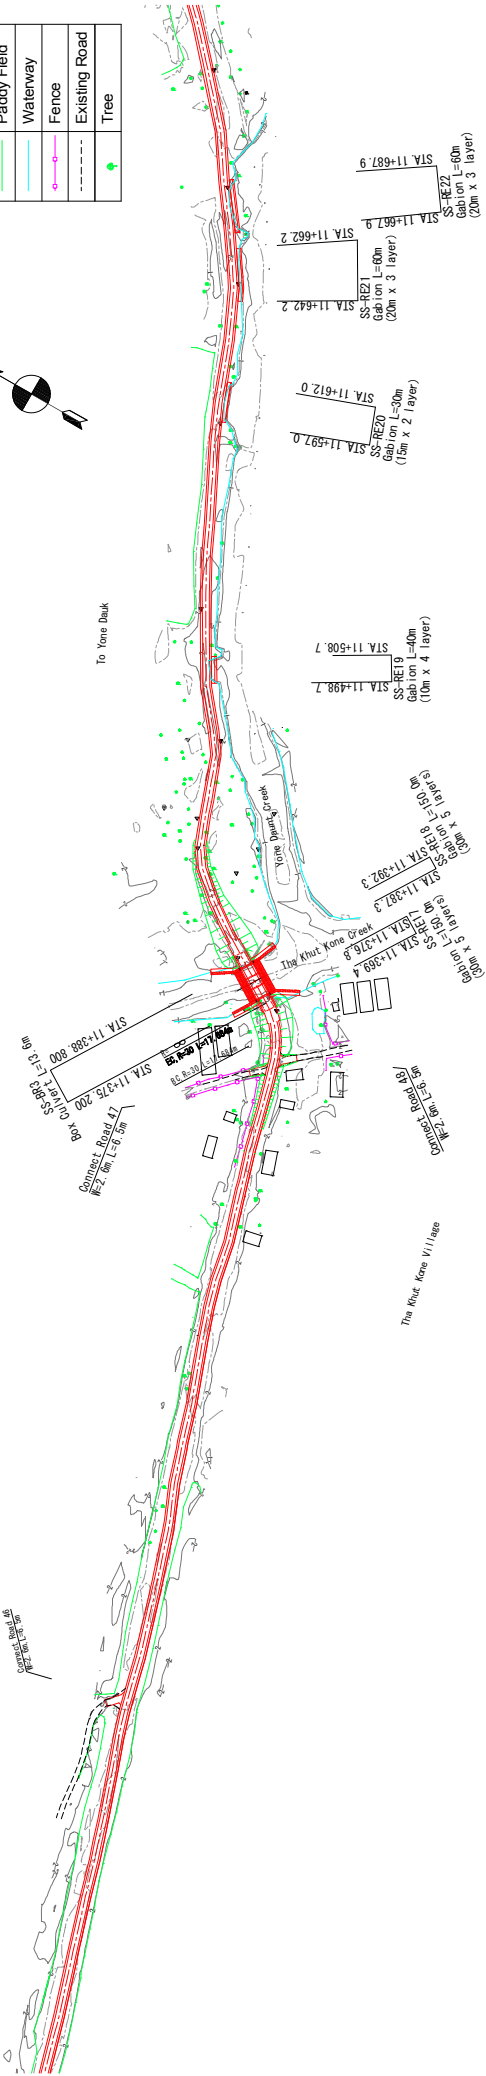 Paddy Field
Waterway
Fence
Existing Road
Tree
STA. 11+687.9
STA. 11+667.9
SS-RE22
Gabion L=60m
(20m x 3 layer)
STA. 11+662.2
STA. 11+642.2
SS-RE21
Gabion L=60m
(20m x 3 layer)
STA. 11+612.0
STA. 11+597.0
SS-RE20
Gabion L=30m
(15m x 2 layer)
To Yone Dauk
STA. 11+508.7
STA. 11+498.7
SS-RE19
Gabion L=40m
(10m x 4 layer)
Yone Daunt Creek
STA. 11+392.3
STA. 11+387.3
SS-RE18
Gabion L=150.0m
(30m x 5 layers)
STA. 11+376.8
STA. 11+369.4
SS-RE17
Gabion L=150.0m
(30m x 5 layers)
Tha Khut Kone Creek
STA. 11+388.800
STA. 11+375.200
SS-BR3
Box Culvert L=13.6m
Connect Road 47
W=2.6m, L=6.5m
Connect Road 48
W=2.6m, L=6.5m
Tha Khut Kone Village
Connect Road 46
W=2.6m, L=6.5m